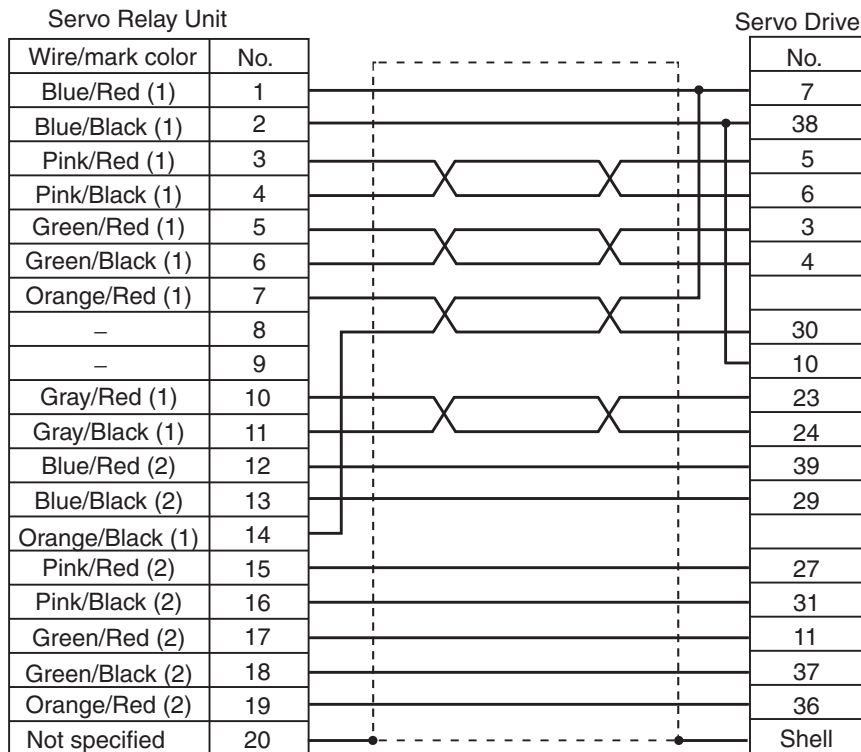 Servo Relay Unit Servo Drive
Wire/mark color No. No.
Blue/Red (1) 1 7
Blue/Black (1) 2 38
Pink/Red (1) 3 5
Pink/Black (1) 4 6
Green/Red (1) 5 3
Green/Black (1) 6 4
Orange/Red (1) 7
– 8 30
– 9 10
Gray/Red (1) 10 23
Gray/Black (1) 11 24
Blue/Red (2) 12 39
Blue/Black (2) 13 29
Orange/Black (1) 14
Pink/Red (2) 15 27
Pink/Black (2) 16 31
Green/Red (2) 17 11
Green/Black (2) 18 37
Orange/Red (2) 19 36
Not specified 20 Shell